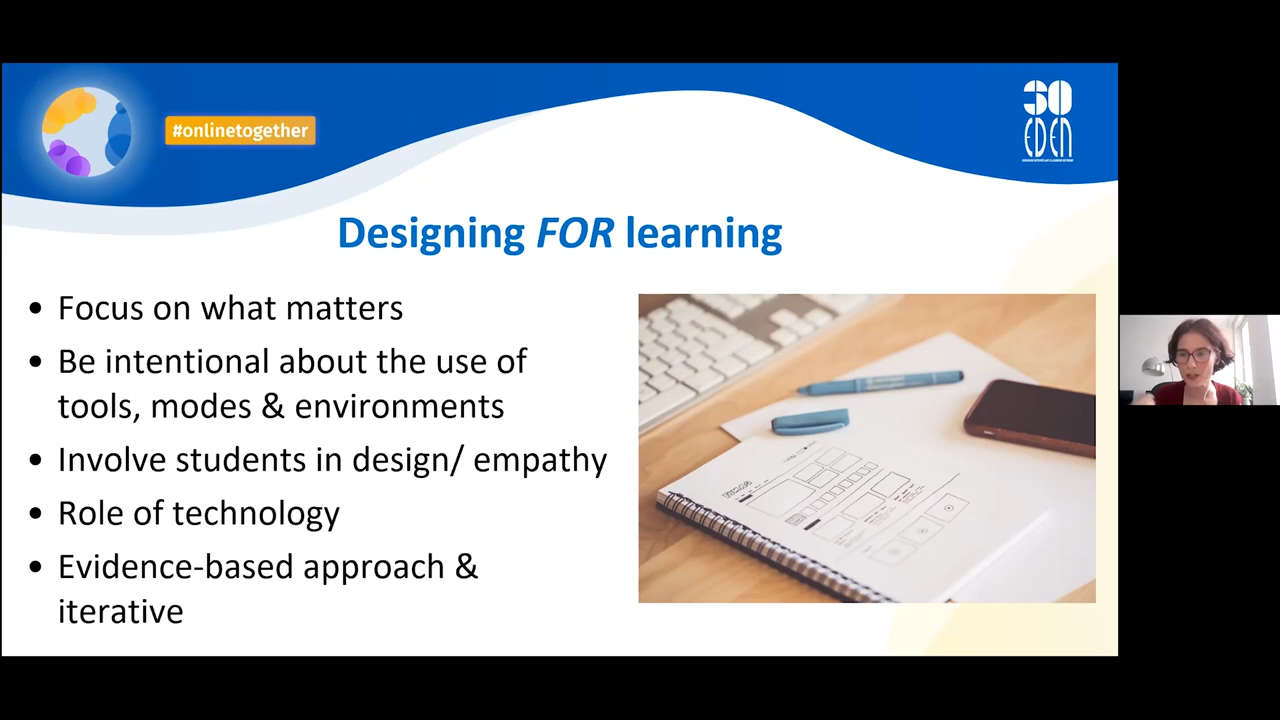 #onlinetogether
30
EDEN
Designing FOR learning
• Focus on what matters
• Be intentional about the use of
tools, modes & environments
• Involve students in design/ empathy
• Role of technology
• Evidence-based approach &
iterative